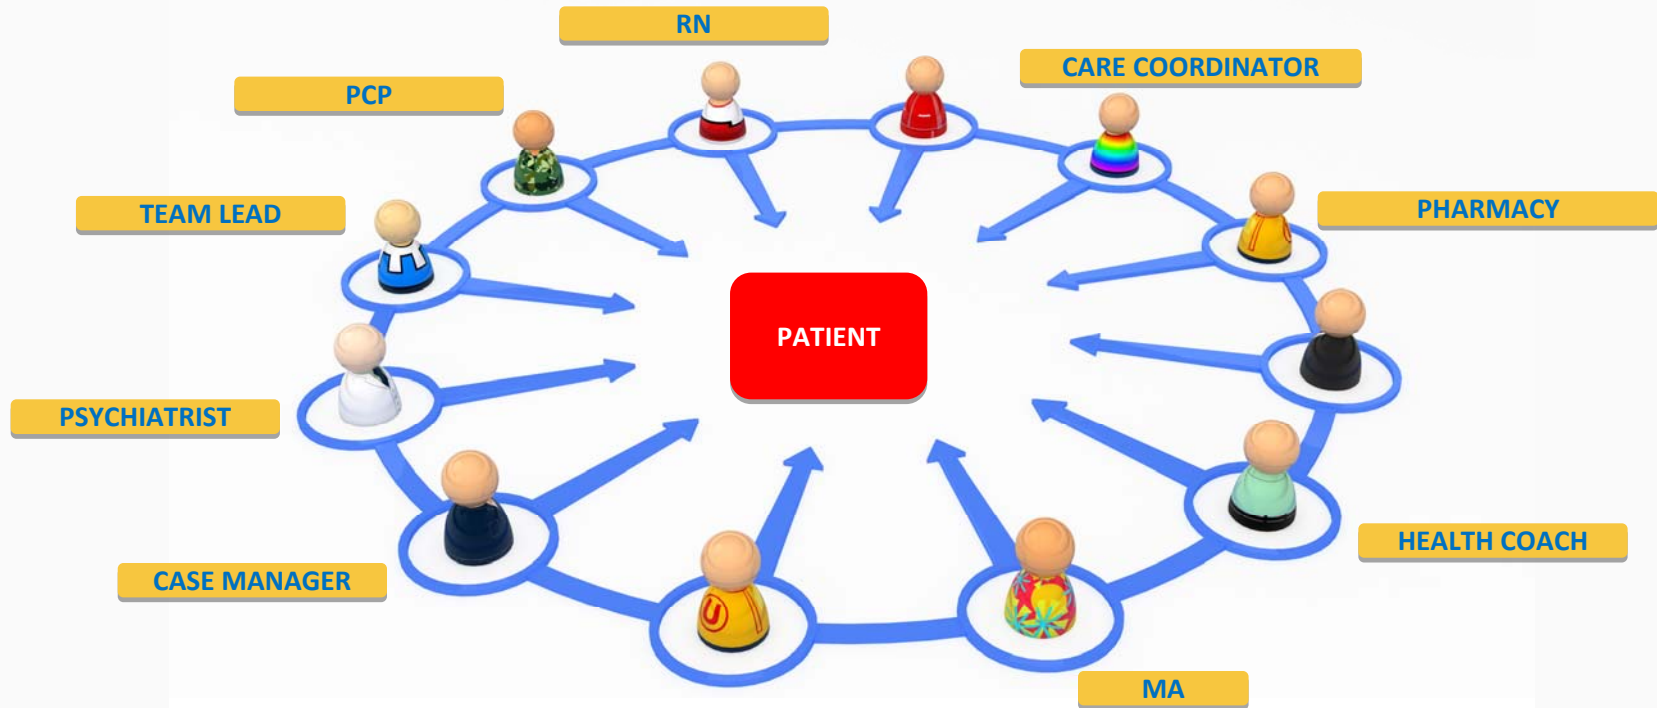 RN
CARE COORDINATOR
PCP
PHARMACY
TEAM LEAD
PATIENT
PSYCHIATRIST
HEALTH COACH
CASE MANAGER
U
MA